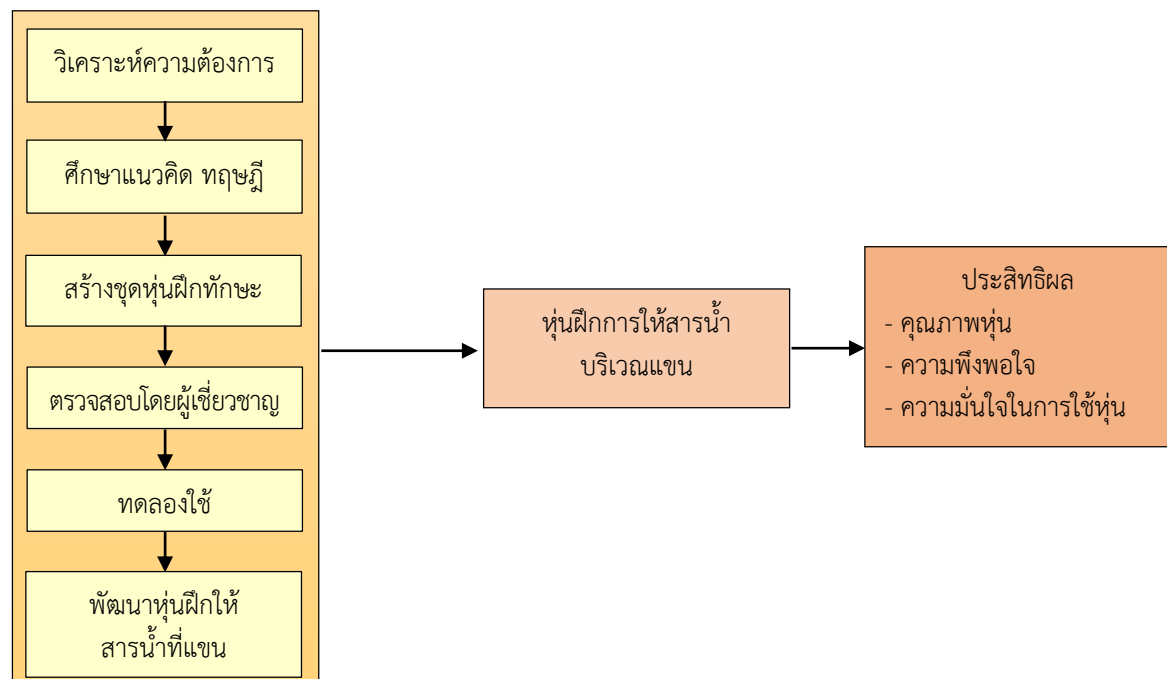 วิเคราะห์ความต้องการ
ศึกษาแนวคิด ทฤษฎี
สร้างชุดหุ่นฝึกทักษะ
ตรวจสอบโดยผู้เชี่ยวชาญ
ทดลองใช้
พัฒนาหุ่นฝึกให้
สารน้ำที่แขน
หุ่นฝึกการให้สารน้ำ
บริเวณแขน
ประสิทธิผล
- คุณภาพหุ่น
- ความพึงพอใจ
- ความมั่นใจในการใช้หุ่น